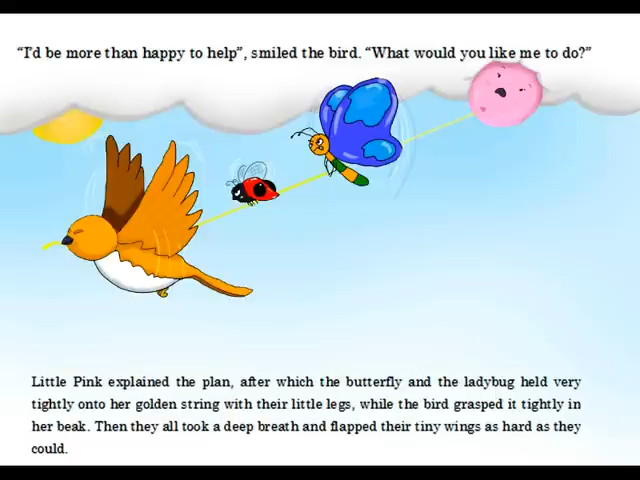 “I’d be more than happy to help”, smiled the bird. “What would you like me to do?”
Little Pink explained the plan, after which the butterfly and the ladybug held very
tightly onto her golden string with their little legs, while the bird grasped it tightly in
her beak. Then they all took a deep breath and flapped their tiny wings as hard as they
could.